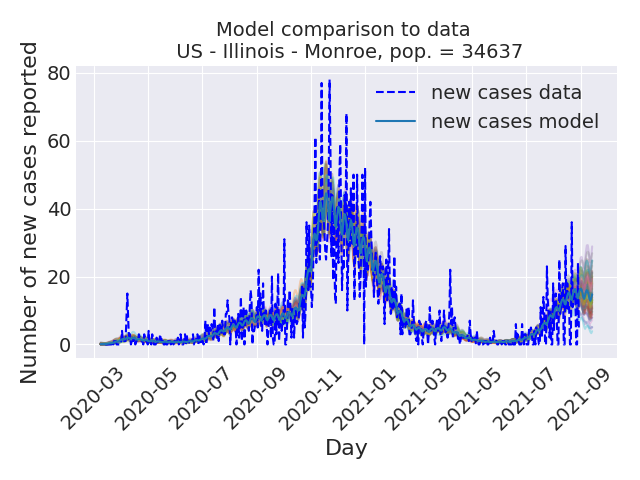 Model comparison to data
US - Illinois - Monroe, pop. = 34637
Number of new cases reported
80
60
40
20
0
new cases data
new cases model
2020-03
2020-05
2020-07
2020-09
2020-11
2021-01
2021-03
2021-05
2021-07
2021-09
Day